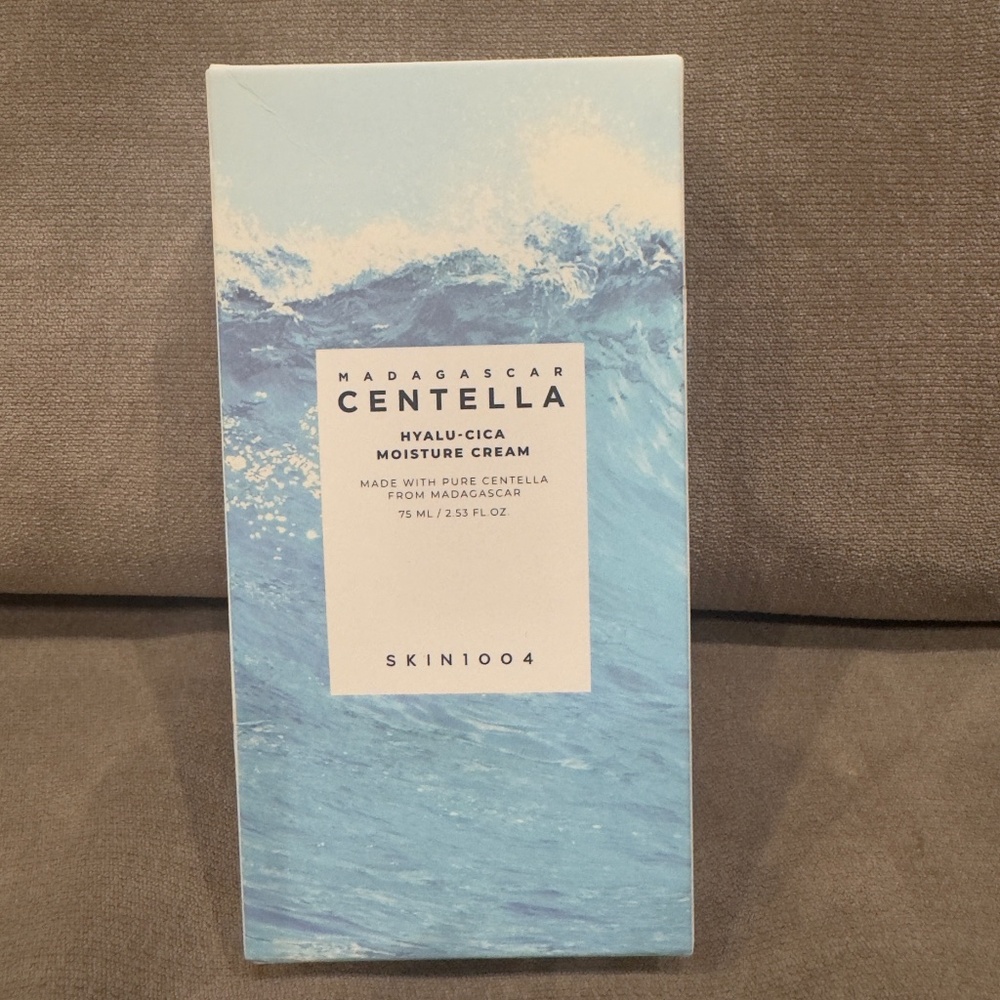 MADAGASCAR
CENTELLA
HYALU-CICA
MOISTURE CREAM
MADE WITH PURE CENTELLA
FROM MADAGASCAR
75 ML / 2.53 FL.OZ.
SKIN1004